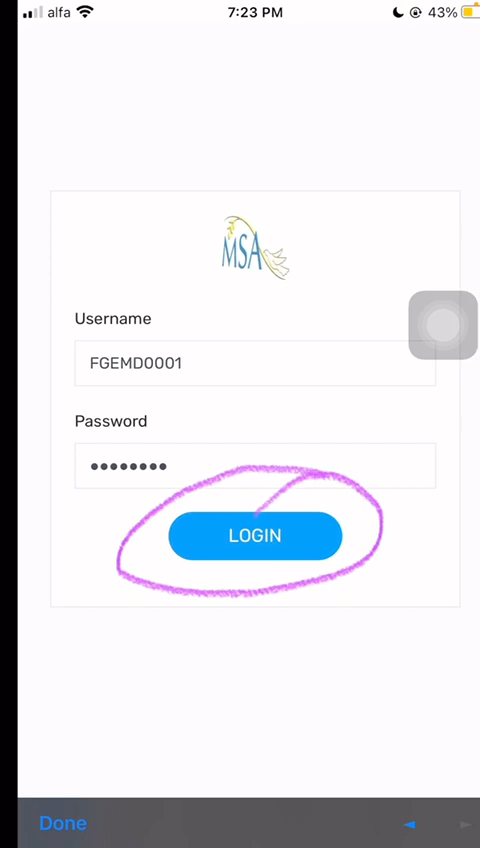 alfa 7:23 PM 43%
MSA
Username
FGEMD0001
Password
••••••••
LOGIN
Done